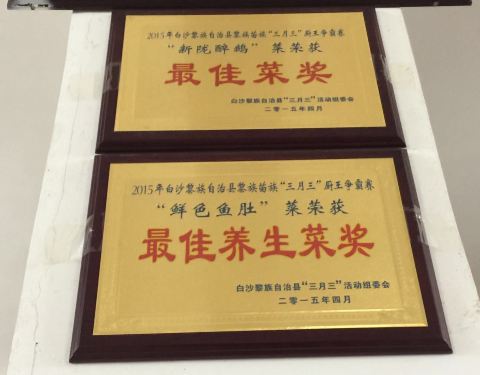 2015年白沙黎族自治县黎族苗族“三月三”厨王争霸赛
“新陇醉鹅”菜荣获
最佳菜奖
白沙黎族自治县“三月三”活动组委会
二零一五年四月
2015年白沙黎族自治县黎族苗族“三月三”厨王争霸赛
“鲜色鱼肚”菜荣获
最佳养生菜奖
白沙黎族自治县“三月三”活动组委会
二零一五年四月